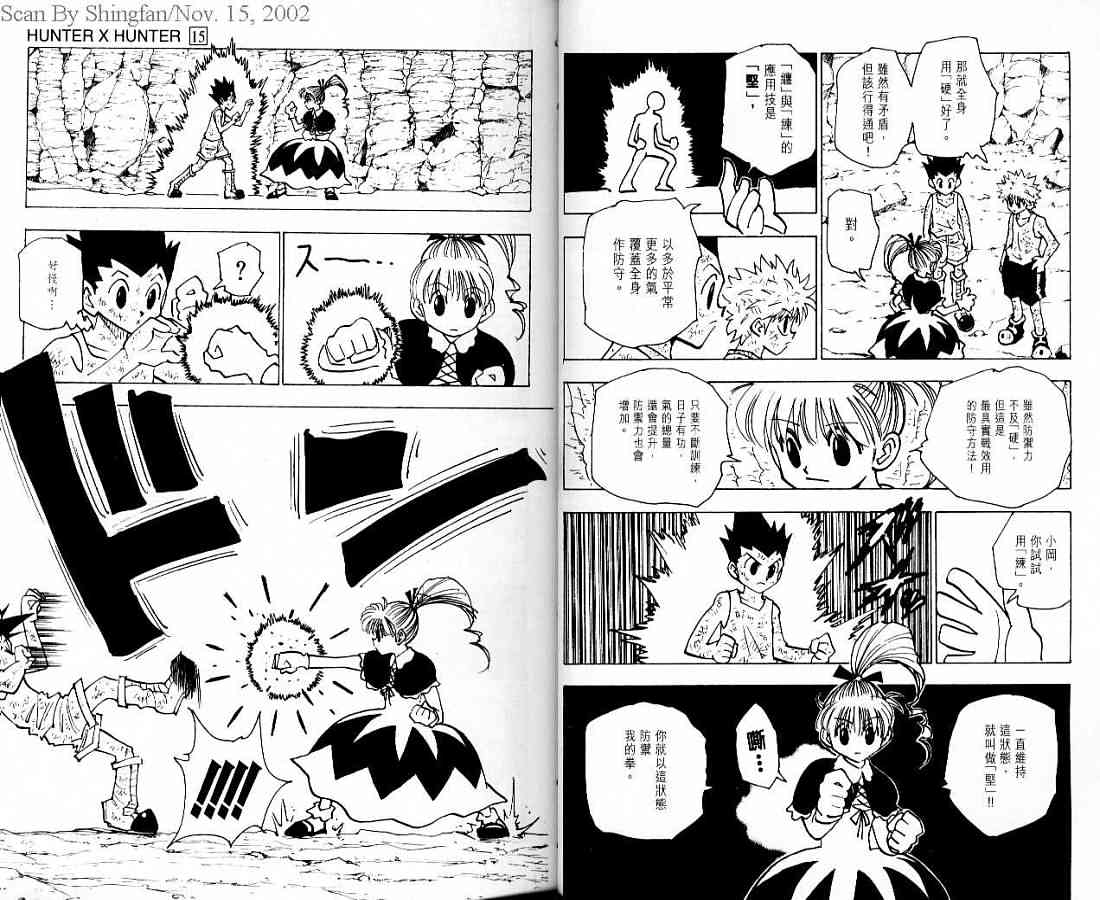 Scan By Shingfan/Nov. 15, 2002
HUNTER X HUNTER 15
那就全身
用「硬」好了。
雖然有矛盾，
但該行得通吧！
對。
「纏」與「練」的
應用技是
「堅」，
以多於平常
更多的氣
覆蓋全身
作防守。
雖然防禦力
不及「硬」，
但這是
最具實戰效用
的防守方法！
只要不斷訓練，
日子有功，
氣的總量
還會提升，
防禦力也會
增加。
小岡，
你試試
用「練」。
一直維持
這狀態，
就叫做「堅」!!
嘶…
你就以這狀態
防禦
我的拳。
スー…
？
好慢啊…
ドン
!!!!